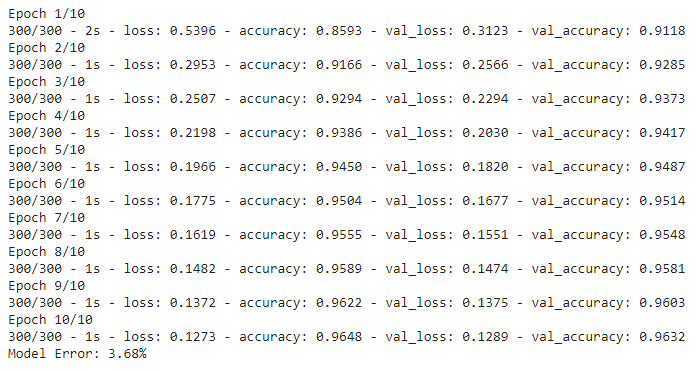 Epoch 1/10
300/300 - 2s - loss: 0.5396 - accuracy: 0.8593 - val_loss: 0.3123 - val_accuracy: 0.9118
Epoch 2/10
300/300 - 1s - loss: 0.2953 - accuracy: 0.9166 - val_loss: 0.2566 - val_accuracy: 0.9285
Epoch 3/10
300/300 - 1s - loss: 0.2507 - accuracy: 0.9294 - val_loss: 0.2294 - val_accuracy: 0.9373
Epoch 4/10
300/300 - 1s - loss: 0.2198 - accuracy: 0.9386 - val_loss: 0.2030 - val_accuracy: 0.9417
Epoch 5/10
300/300 - 1s - loss: 0.1966 - accuracy: 0.9450 - val_loss: 0.1820 - val_accuracy: 0.9487
Epoch 6/10
300/300 - 1s - loss: 0.1775 - accuracy: 0.9504 - val_loss: 0.1677 - val_accuracy: 0.9514
Epoch 7/10
300/300 - 1s - loss: 0.1619 - accuracy: 0.9555 - val_loss: 0.1551 - val_accuracy: 0.9548
Epoch 8/10
300/300 - 1s - loss: 0.1482 - accuracy: 0.9589 - val_loss: 0.1474 - val_accuracy: 0.9581
Epoch 9/10
300/300 - 1s - loss: 0.1372 - accuracy: 0.9622 - val_loss: 0.1375 - val_accuracy: 0.9603
Epoch 10/10
300/300 - 1s - loss: 0.1273 - accuracy: 0.9648 - val_loss: 0.1289 - val_accuracy: 0.9632
Model Error: 3.68%